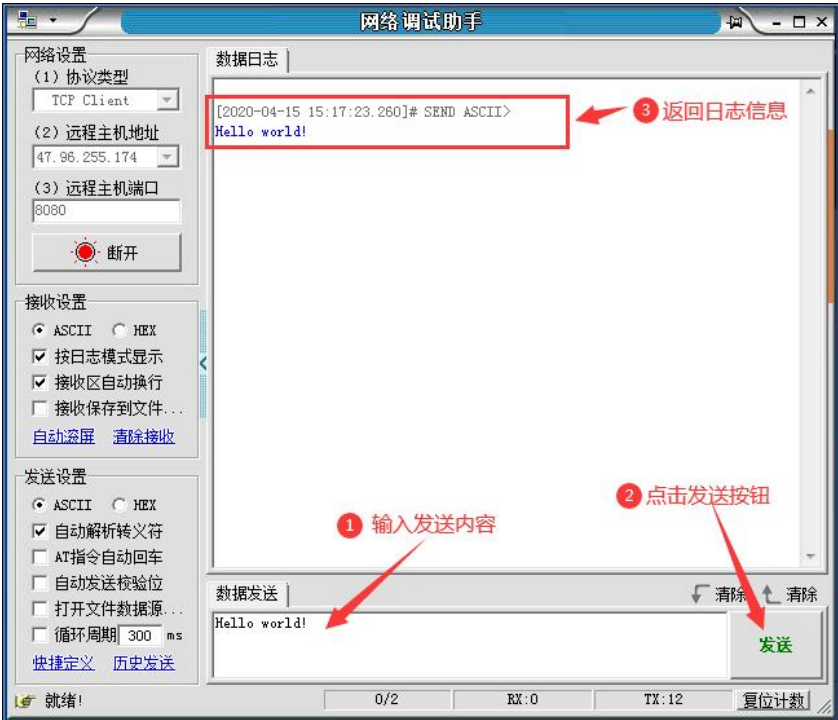 网络调试助手
网络设置
(1) 协议类型
TCP Client
(2) 远程主机地址
47.96.255.174
(3) 远程主机端口
8080
断开
接收设置
ASCII HEX
按日志模式显示
接收区自动换行
接收保存到文件...
自动滚屏 清除接收
发送设置
ASCII HEX
自动解析转义符
AT指令自动回车
自动发送校验位
打开文件数据源...
循环周期 300 ms
快捷定义 历史发送
数据日志
[2020-04-15 15:17:23.260]# SEND ASCII>
Hello world!
3 返回日志信息
2 点击发送按钮
1 输入发送内容
数据发送
清除 清除
Hello world!
发送
就绪! 0/2 RX:0 TX:12 复位计数